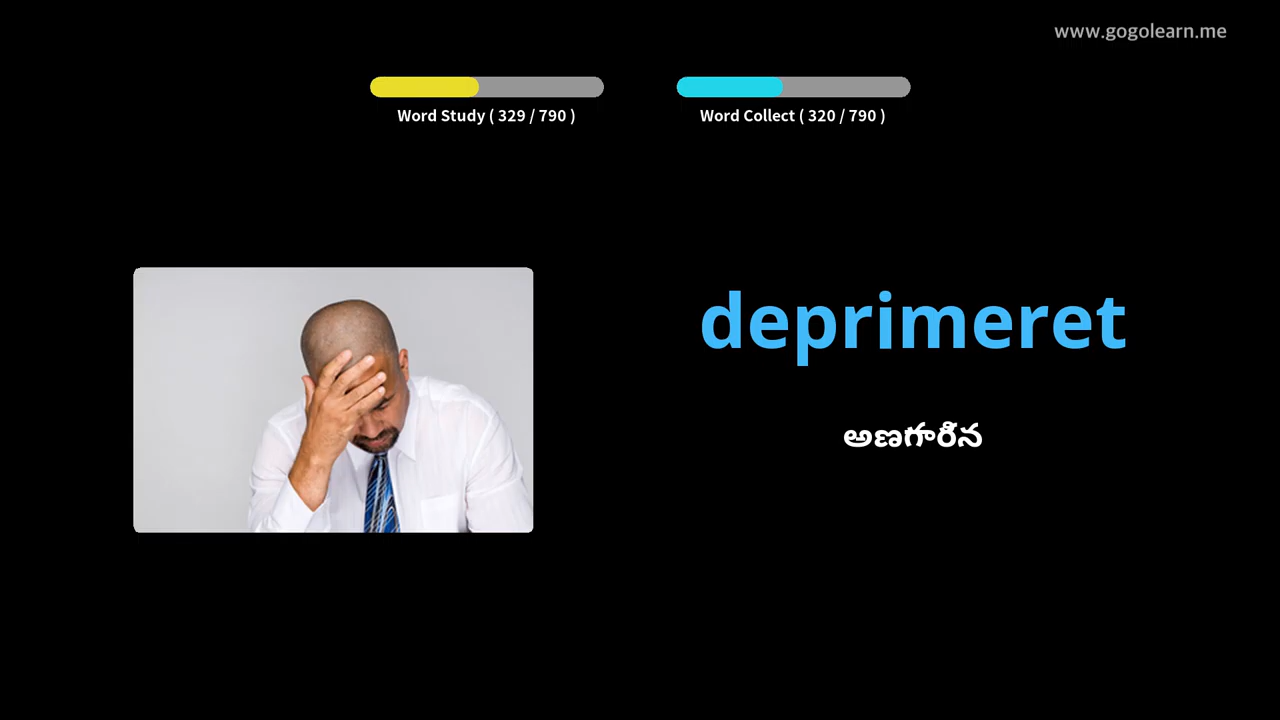 www.gogolearn.me
Word Study ( 329 / 790 )
Word Collect ( 320 / 790 )
deprimeret
అణగారిన